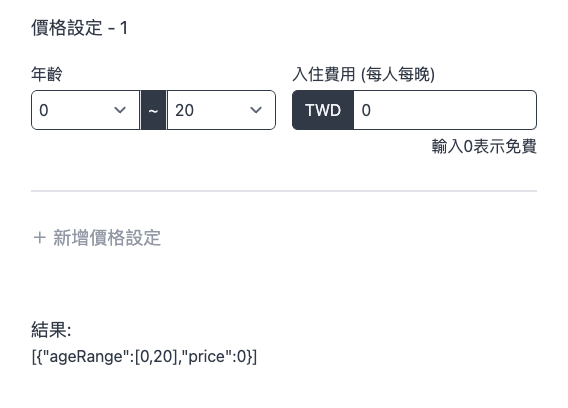 價格設定 - 1
年齡 入住費用 (每人每晚)
0 ~ 20 TWD 0
輸入0表示免費
+ 新增價格設定
結果:
[{"ageRange":[0,20],"price":0}]